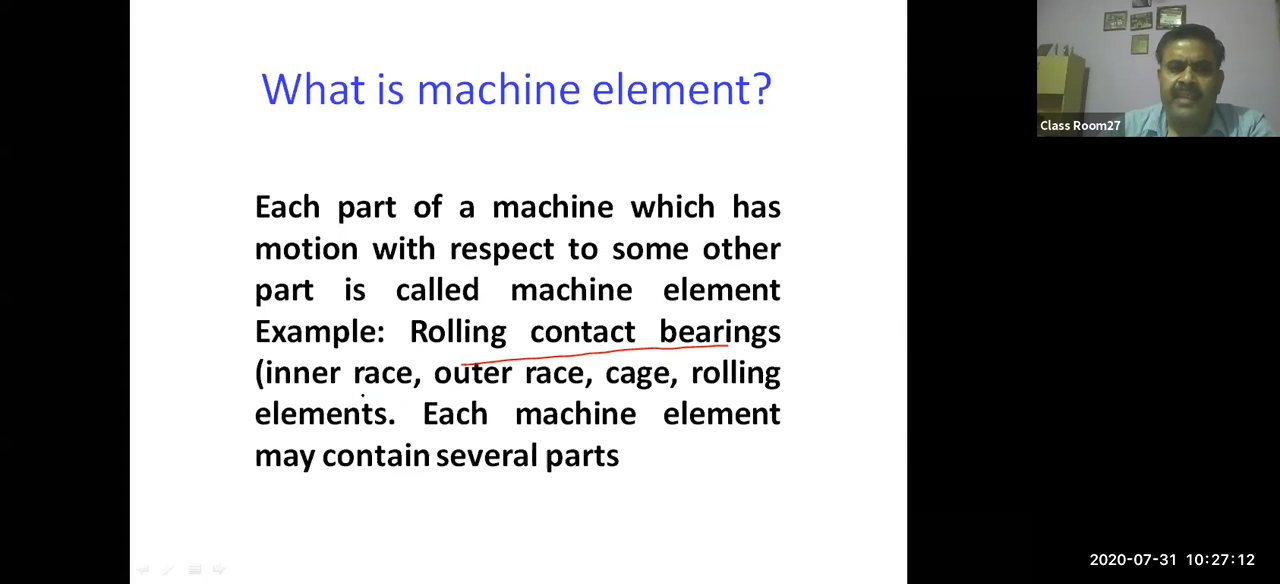 What is machine element?
Each part of a machine which has
motion with respect to some other
part is called machine element
Example: Rolling contact bearings
(inner race, outer race, cage, rolling
elements. Each machine element
may contain several parts
Class Room27
2020-07-31 10:27:12